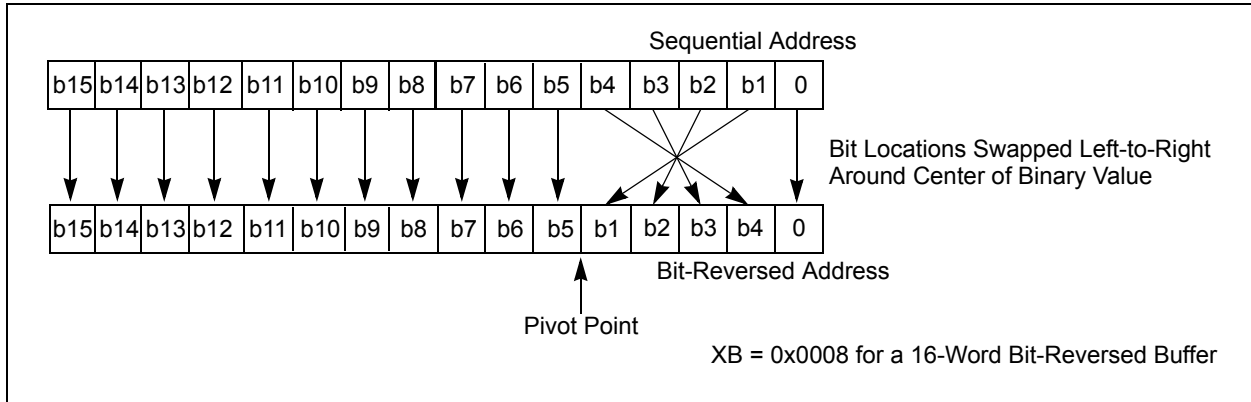 Sequential Address
b15 b14 b13 b12 b11 b10 b9 b8 b7 b6 b5 b4 b3 b2 b1 0
Bit Locations Swapped Left-to-Right
Around Center of Binary Value
b15 b14 b13 b12 b11 b10 b9 b8 b7 b6 b5 b1 b2 b3 b4 0
Bit-Reversed Address
Pivot Point
XB = 0x0008 for a 16-Word Bit-Reversed Buffer